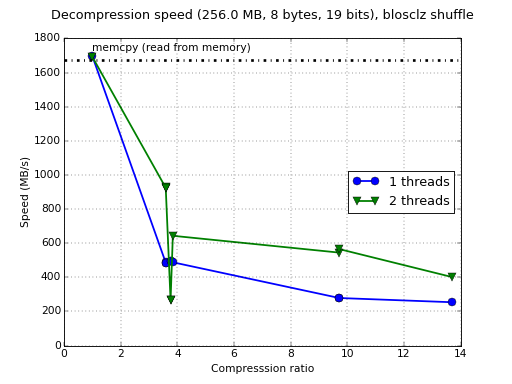 Decompression speed (256.0 MB, 8 bytes, 19 bits), blosclz shuffle
1800
memcpy (read from memory)
1600
1400
1200
1000
1 threads
2 threads
800
600
400
200
0
Speed (MB/s)
0 2 4 6 8 10 12 14
Compresssion ratio